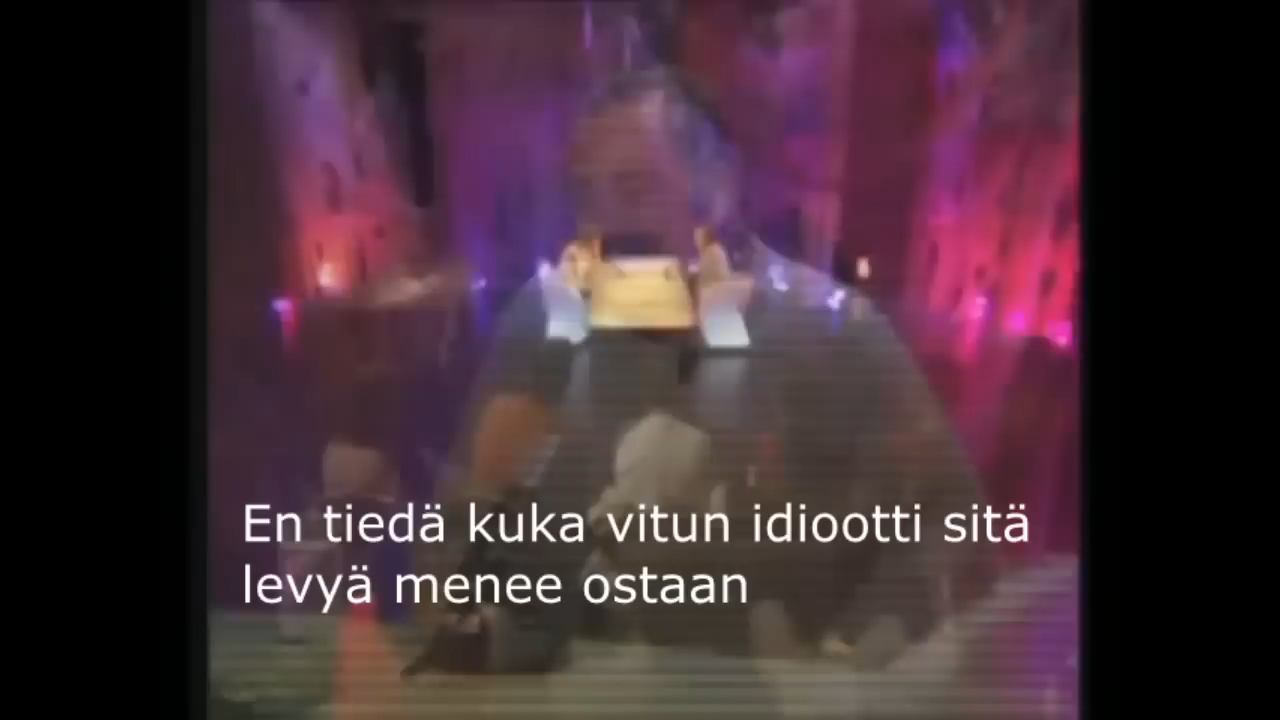 En tiedä kuka vitun idiootti sitä
levyä menee ostaan